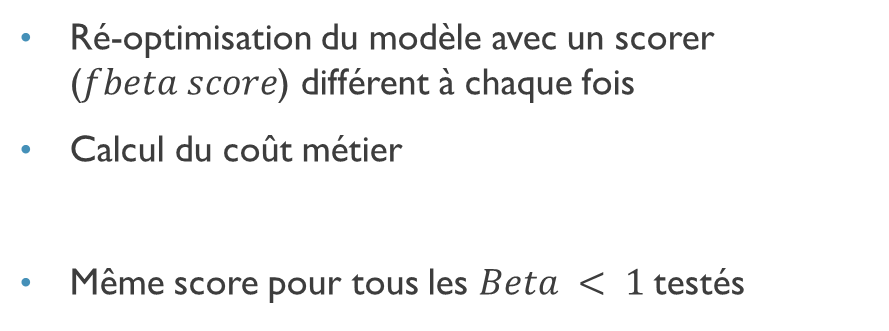 • Ré-optimisation du modèle avec un scorer
(fbeta score) différent à chaque fois
• Calcul du coût métier
• Même score pour tous les Beta < 1 testés